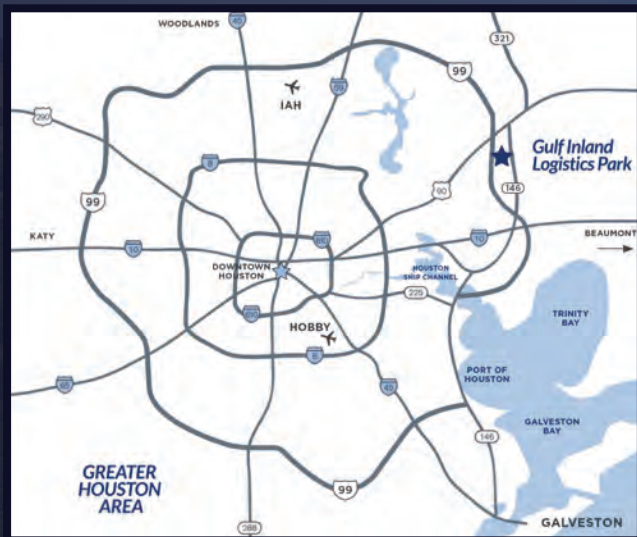 WOODLANDS
45
321
99
IAH
69
290
Gulf Inland
Logistics Park
8
90
146
99
KATY
10
610
10
BEAUMONT
DOWNTOWN
HOUSTON
HOUSTON
SHIP CHANNEL
225
TRINITY
BAY
610
HOBBY
8
PORT OF
HOUSTON
45
GALVESTON
BAY
146
GREATER
HOUSTON
AREA
99
288
GALVESTON